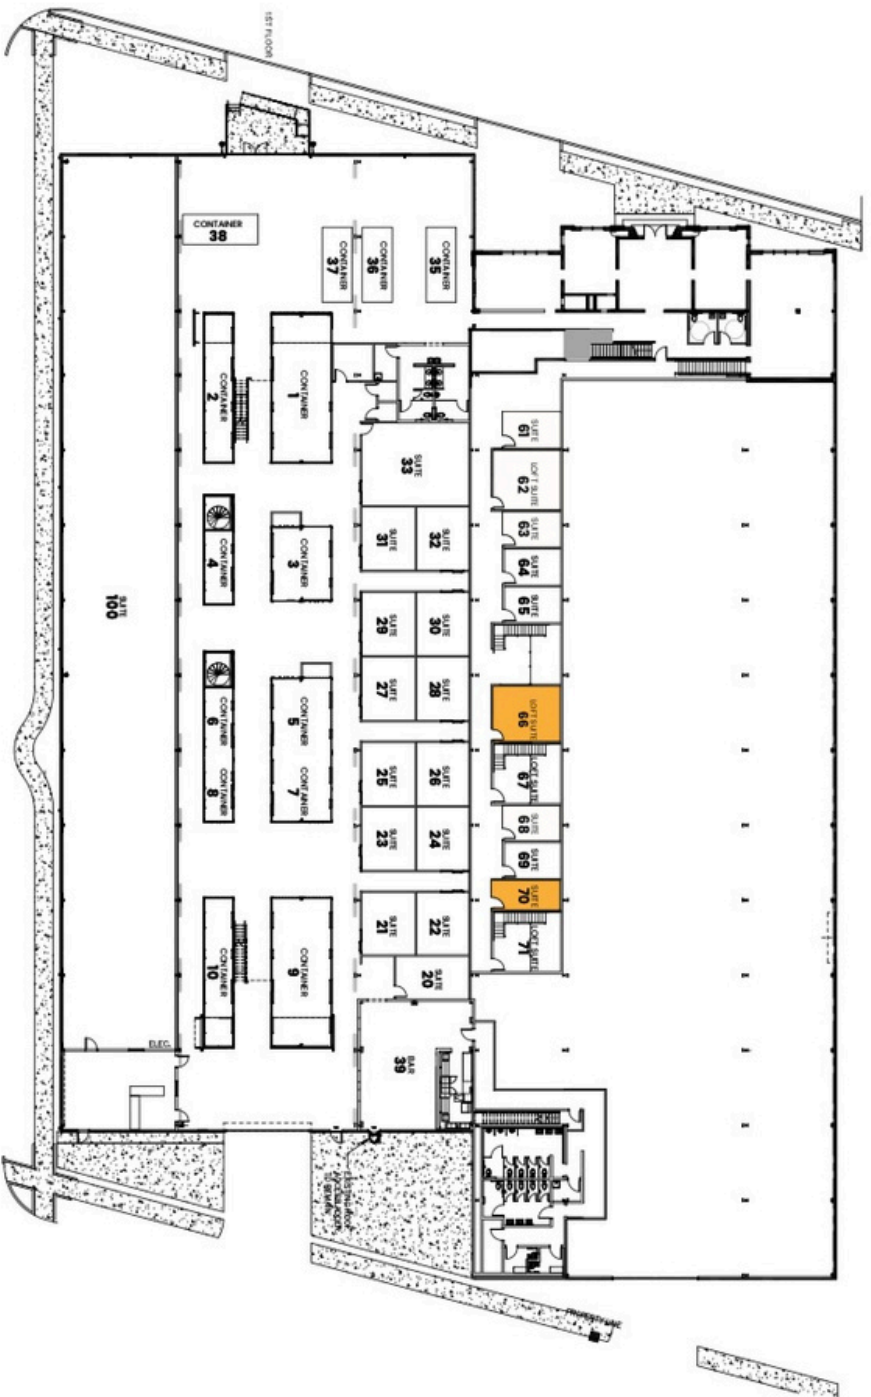 1ST FLOOR
CONTAINER
38
CONTAINER
37
CONTAINER
36
CONTAINER
35
CONTAINER
2
CONTAINER
1
SUITE
33
SUITE
61
LOFT SUITE
62
SUITE
31
SUITE
32
SUITE
63
CONTAINER
4
CONTAINER
3
SUITE
64
SUITE
65
SUITE
100
SUITE
29
SUITE
30
SUITE
27
SUITE
28
LOFT SUITE
66
CONTAINER
6
CONTAINER
5
CONTAINER
8
CONTAINER
7
SUITE
25
SUITE
26
LOFT SUITE
67
SUITE
23
SUITE
24
SUITE
68
SUITE
69
SUITE
70
SUITE
21
SUITE
22
LOFT SUITE
71
CONTAINER
10
CONTAINER
9
SUITE
20
ELEC.
BAR
39
PROPERTY LINE